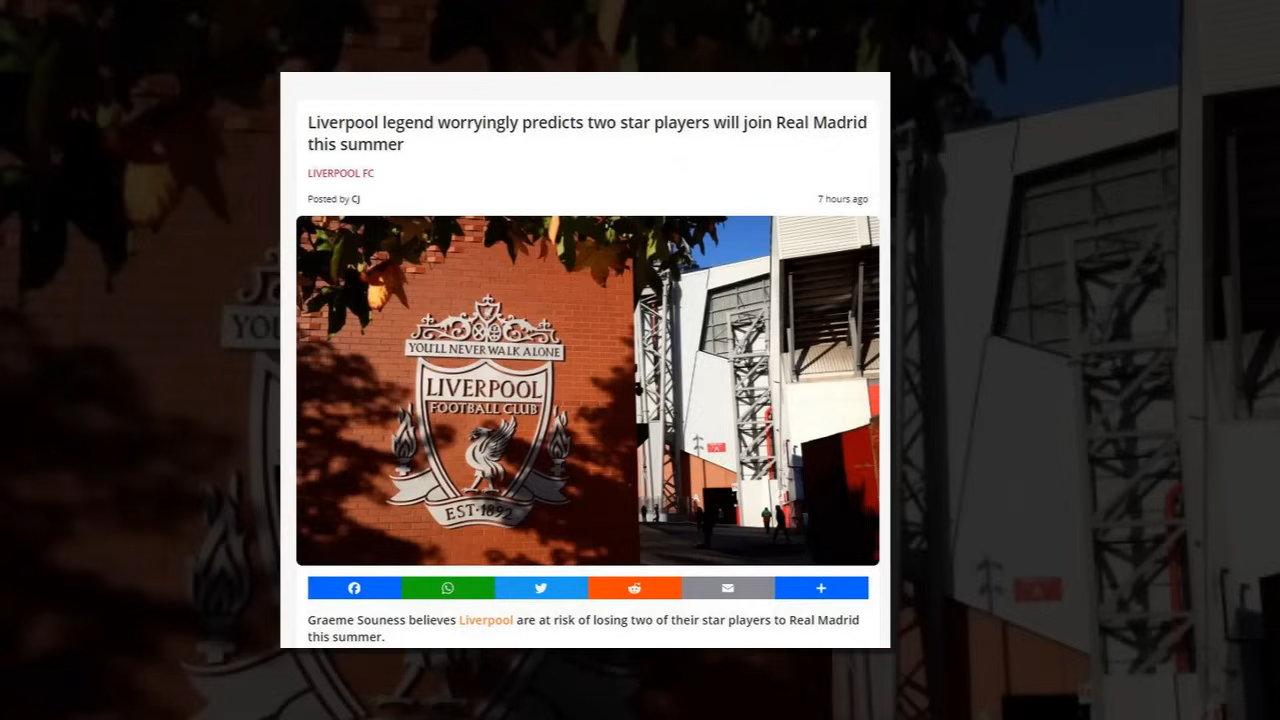 Liverpool legend worryingly predicts two star players will join Real Madrid
this summer
LIVERPOOL FC
Posted by CJ
7 hours ago
YOU'LL NEVER WALK ALONE
LIVERPOOL
FOOTBALL CLUB
EST·1892
Graeme Souness believes Liverpool are at risk of losing two of their star players to Real Madrid
this summer.
YOU